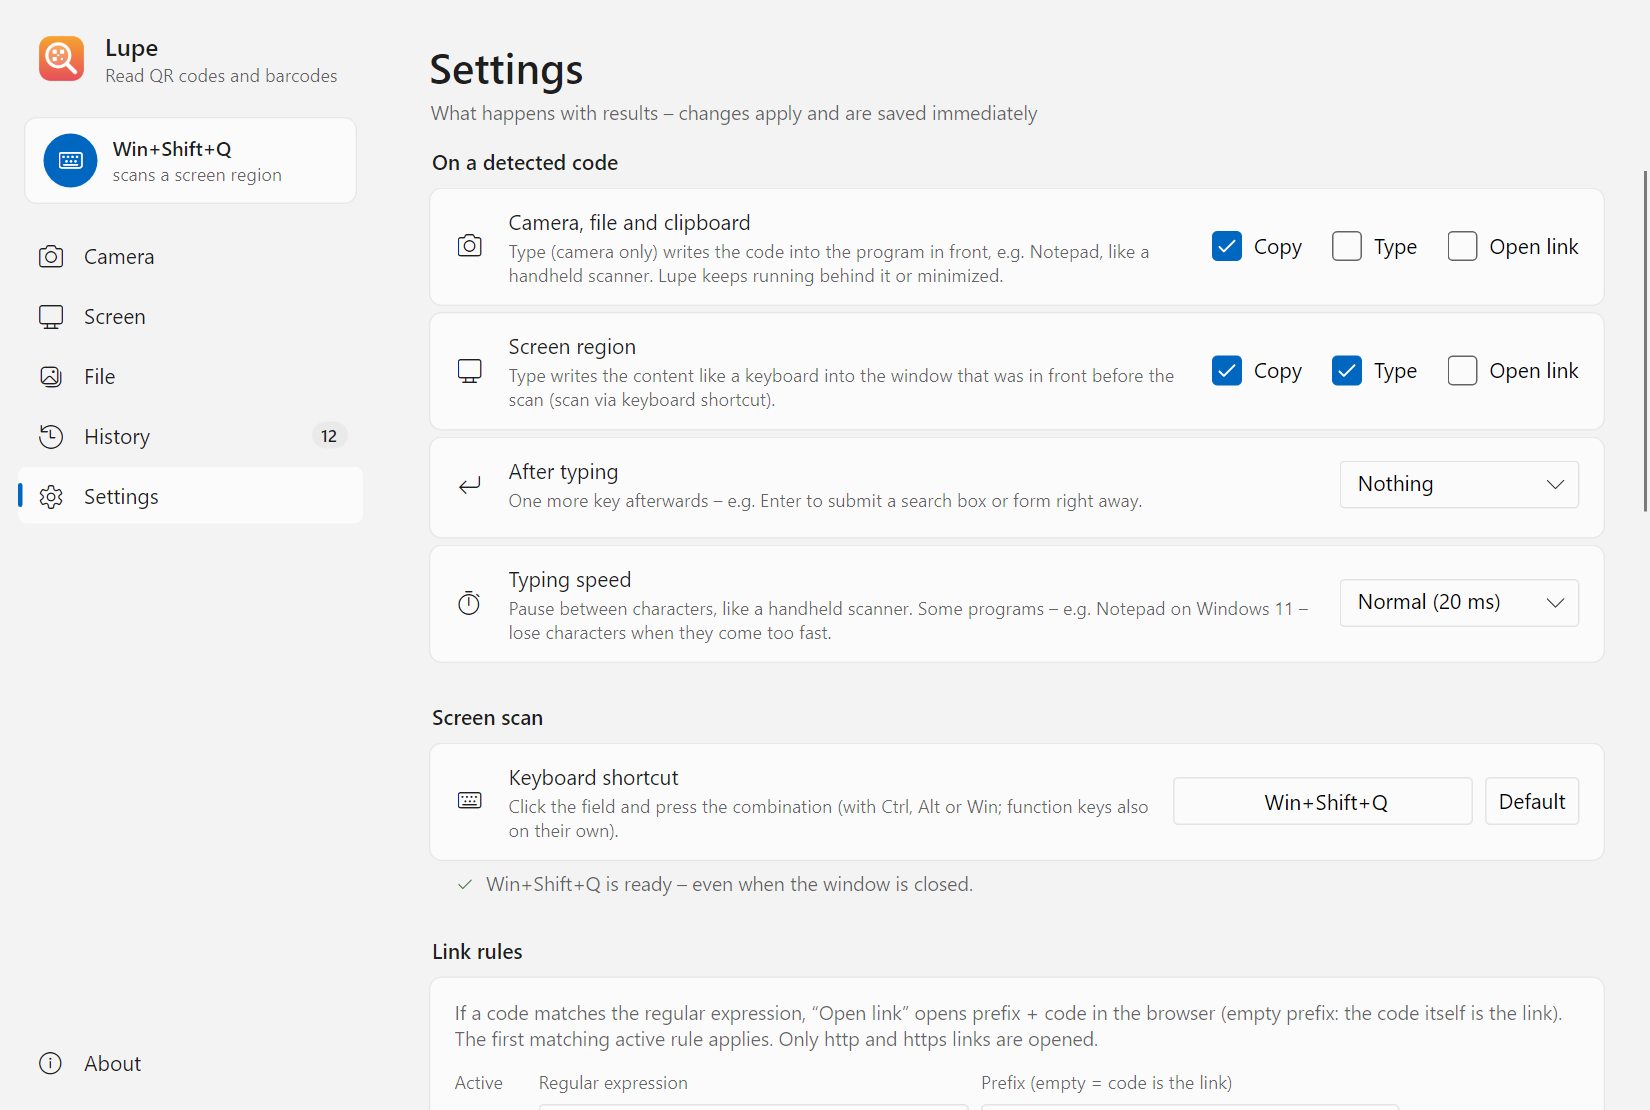 Lupe
Read QR codes and barcodes
Win+Shift+Q
scans a screen region
Camera
Screen
File
History
12
Settings
About
Settings
What happens with results – changes apply and are saved immediately
On a detected code
Camera, file and clipboard
Type (camera only) writes the code into the program in front, e.g. Notepad, like a
handheld scanner. Lupe keeps running behind it or minimized.
Copy
Type
Open link
Screen region
Type writes the content like a keyboard into the window that was in front before the
scan (scan via keyboard shortcut).
Copy
Type
Open link
After typing
One more key afterwards – e.g. Enter to submit a search box or form right away.
Nothing
Typing speed
Pause between characters, like a handheld scanner. Some programs – e.g. Notepad on Windows 11 –
lose characters when they come too fast.
Normal (20 ms)
Screen scan
Keyboard shortcut
Click the field and press the combination (with Ctrl, Alt or Win; function keys also
on their own).
Win+Shift+Q
Default
Win+Shift+Q is ready – even when the window is closed.
Link rules
If a code matches the regular expression, “Open link” opens prefix + code in the browser (empty prefix: the code itself is the link).
The first matching active rule applies. Only http and https links are opened.
Active
Regular expression
Prefix (empty = code is the link)